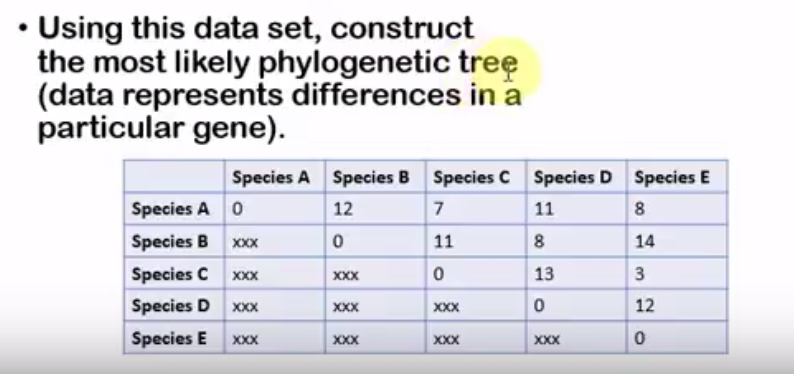 • Using this data set, construct
the most likely phylogenetic tree
(data represents differences in a
particular gene).
Species A Species B Species C Species D Species E
Species A 0 12 7 11 8
Species B xxx 0 11 8 14
Species C xxx xxx 0 13 3
Species D xxx xxx xxx 0 12
Species E xxx xxx xxx xxx 0